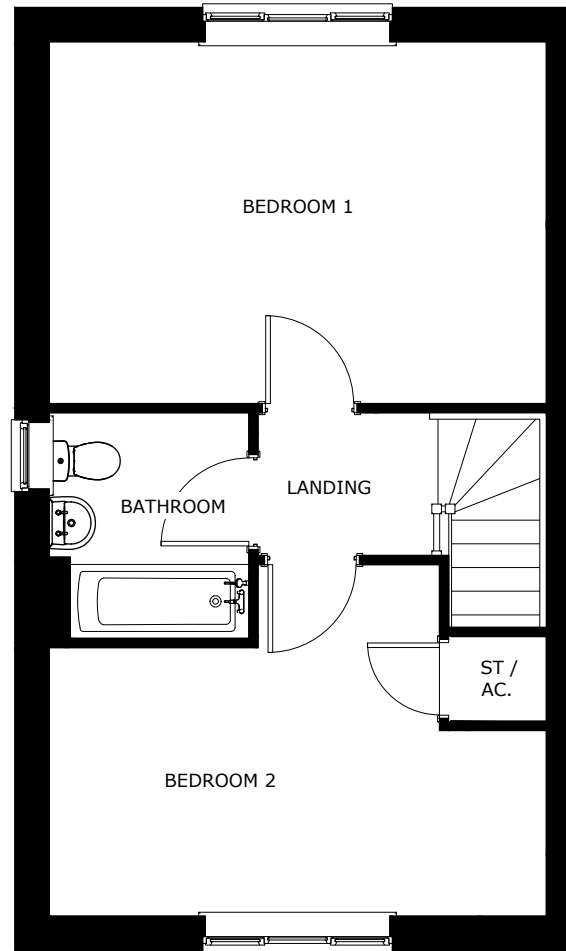 BEDROOM 1
LANDING
BATHROOM
ST /
AC.
BEDROOM 2